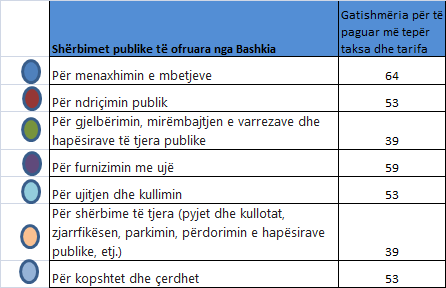 Gatishmëria për të
paguar më tepër
taksa dhe tarifa
Shërbimet publike të ofruara nga Bashkia
Për menaxhimin e mbetjeve 64
Për ndriçimin publik 53
Për gjelbërimin, mirëmbajtjen e varrezave dhe
hapësirave të tjera publike 39
Për furnizimin me ujë 59
Për ujitjen dhe kullimin 53
Për shërbime të tjera (pyjet dhe kullotat,
zjarrfikësen, parkimin, përdorimin e hapësirave
publike, etj.) 39
Për kopshtet dhe çerdhet 53